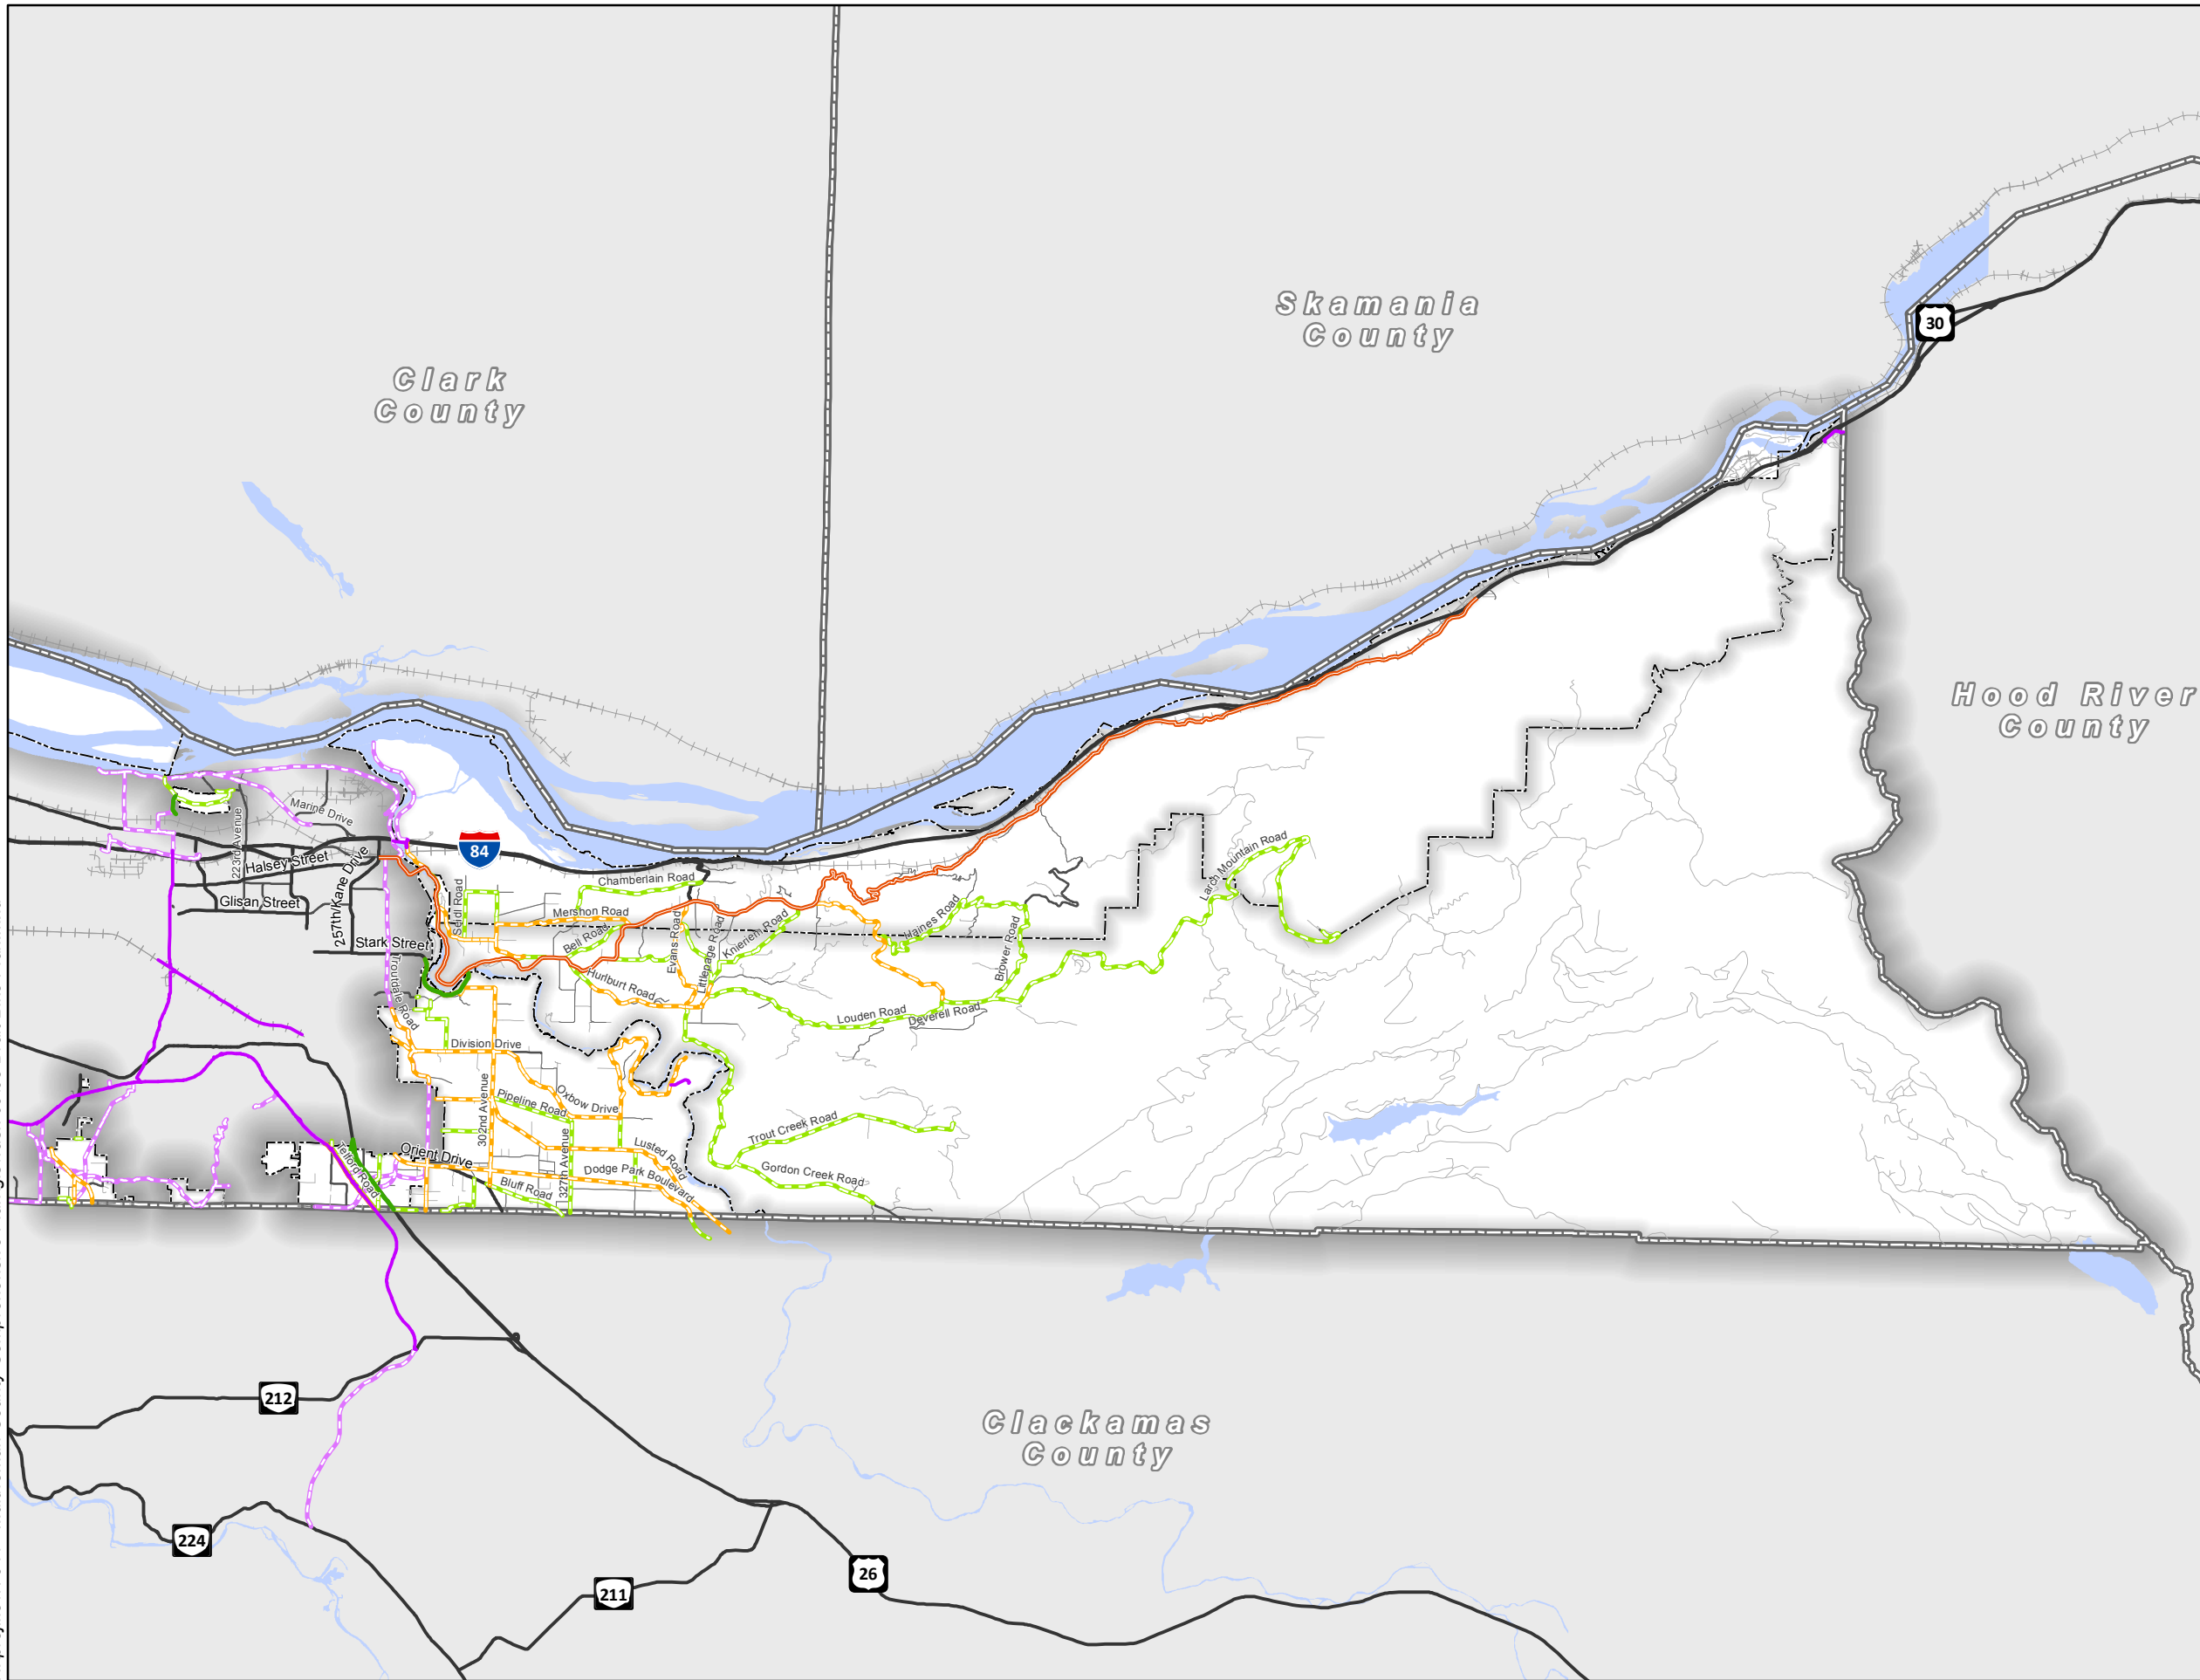 Skamania
County
30
Clark
County
Hood River
County
Marine Drive
223rd Avenue
Halsey Street
257th/Kane Drive
84
Glisan Street
Stark Street
Troutdale Road
Seidl Road
Chamberlain Road
Mershon Road
Bell Road
Evans Road
Littlepage Road
Knieriem Road
Hurlburt Road
Haines Road
Brower Road
Larch Mountain Road
Louden Road
Deverell Road
Division Drive
302nd Avenue
Pipeline Road
Oxbow Drive
Orient Drive
Telford Road
Lusted Road
327th Avenue
Dodge Park Boulevard
Bluff Road
Trout Creek Road
Gordon Creek Road
212
Clackamas
County
224
211
26